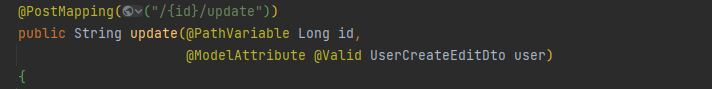 @PostMapping(("/{id}/update"))
public String update(@PathVariable Long id,
@ModelAttribute @Valid UserCreateEditDto user)
{